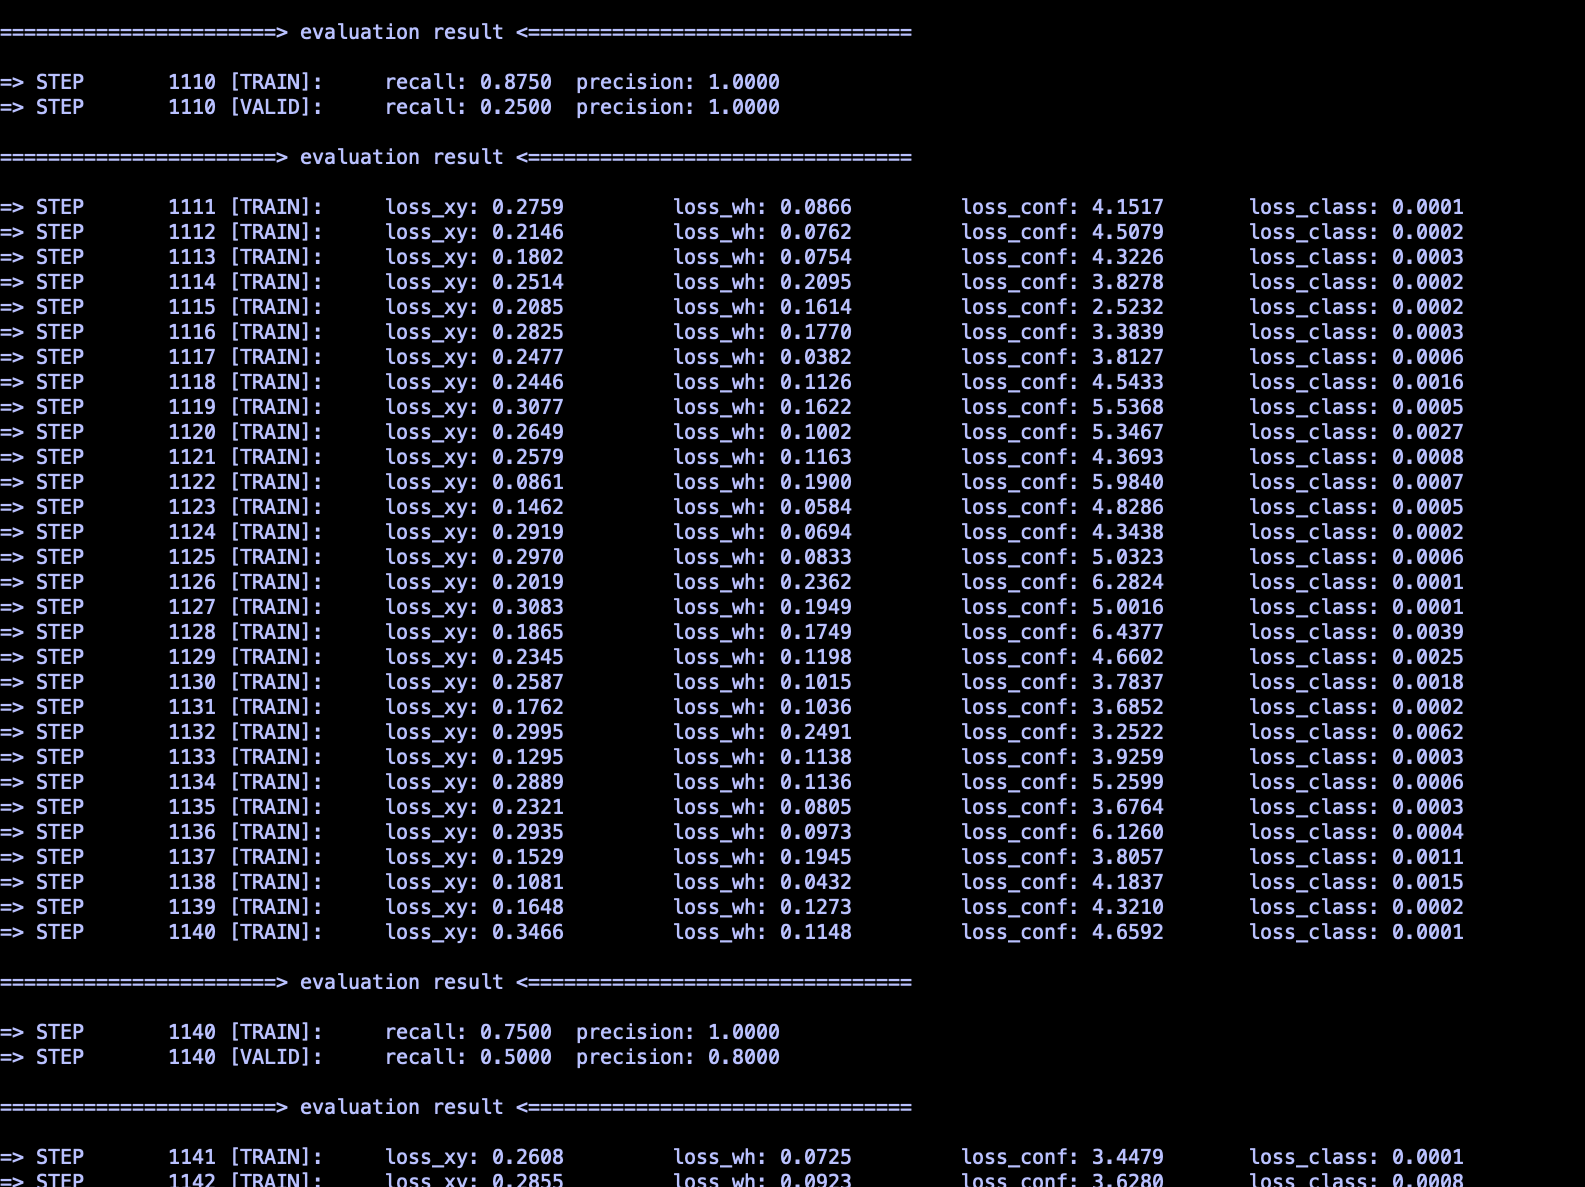 =======================> evaluation result <================================
=> STEP 1110 [TRAIN]: recall: 0.8750 precision: 1.0000
=> STEP 1110 [VALID]: recall: 0.2500 precision: 1.0000
=======================> evaluation result <================================
=> STEP 1111 [TRAIN]: loss_xy: 0.2759 loss_wh: 0.0866 loss_conf: 4.1517 loss_class: 0.0001
=> STEP 1112 [TRAIN]: loss_xy: 0.2146 loss_wh: 0.0762 loss_conf: 4.5079 loss_class: 0.0002
=> STEP 1113 [TRAIN]: loss_xy: 0.1802 loss_wh: 0.0754 loss_conf: 4.3226 loss_class: 0.0003
=> STEP 1114 [TRAIN]: loss_xy: 0.2514 loss_wh: 0.2095 loss_conf: 3.8278 loss_class: 0.0002
=> STEP 1115 [TRAIN]: loss_xy: 0.2085 loss_wh: 0.1614 loss_conf: 2.5232 loss_class: 0.0002
=> STEP 1116 [TRAIN]: loss_xy: 0.2825 loss_wh: 0.1770 loss_conf: 3.3839 loss_class: 0.0003
=> STEP 1117 [TRAIN]: loss_xy: 0.2477 loss_wh: 0.0382 loss_conf: 3.8127 loss_class: 0.0006
=> STEP 1118 [TRAIN]: loss_xy: 0.2446 loss_wh: 0.1126 loss_conf: 4.5433 loss_class: 0.0016
=> STEP 1119 [TRAIN]: loss_xy: 0.3077 loss_wh: 0.1622 loss_conf: 5.5368 loss_class: 0.0005
=> STEP 1120 [TRAIN]: loss_xy: 0.2649 loss_wh: 0.1002 loss_conf: 5.3467 loss_class: 0.0027
=> STEP 1121 [TRAIN]: loss_xy: 0.2579 loss_wh: 0.1163 loss_conf: 4.3693 loss_class: 0.0008
=> STEP 1122 [TRAIN]: loss_xy: 0.0861 loss_wh: 0.1900 loss_conf: 5.9840 loss_class: 0.0007
=> STEP 1123 [TRAIN]: loss_xy: 0.1462 loss_wh: 0.0584 loss_conf: 4.8286 loss_class: 0.0005
=> STEP 1124 [TRAIN]: loss_xy: 0.2919 loss_wh: 0.0694 loss_conf: 4.3438 loss_class: 0.0002
=> STEP 1125 [TRAIN]: loss_xy: 0.2970 loss_wh: 0.0833 loss_conf: 5.0323 loss_class: 0.0006
=> STEP 1126 [TRAIN]: loss_xy: 0.2019 loss_wh: 0.2362 loss_conf: 6.2824 loss_class: 0.0001
=> STEP 1127 [TRAIN]: loss_xy: 0.3083 loss_wh: 0.1949 loss_conf: 5.0016 loss_class: 0.0001
=> STEP 1128 [TRAIN]: loss_xy: 0.1865 loss_wh: 0.1749 loss_conf: 6.4377 loss_class: 0.0039
=> STEP 1129 [TRAIN]: loss_xy: 0.2345 loss_wh: 0.1198 loss_conf: 4.6602 loss_class: 0.0025
=> STEP 1130 [TRAIN]: loss_xy: 0.2587 loss_wh: 0.1015 loss_conf: 3.7837 loss_class: 0.0018
=> STEP 1131 [TRAIN]: loss_xy: 0.1762 loss_wh: 0.1036 loss_conf: 3.6852 loss_class: 0.0002
=> STEP 1132 [TRAIN]: loss_xy: 0.2995 loss_wh: 0.2491 loss_conf: 3.2522 loss_class: 0.0062
=> STEP 1133 [TRAIN]: loss_xy: 0.1295 loss_wh: 0.1138 loss_conf: 3.9259 loss_class: 0.0003
=> STEP 1134 [TRAIN]: loss_xy: 0.2889 loss_wh: 0.1136 loss_conf: 5.2599 loss_class: 0.0006
=> STEP 1135 [TRAIN]: loss_xy: 0.2321 loss_wh: 0.0805 loss_conf: 3.6764 loss_class: 0.0003
=> STEP 1136 [TRAIN]: loss_xy: 0.2935 loss_wh: 0.0973 loss_conf: 6.1260 loss_class: 0.0004
=> STEP 1137 [TRAIN]: loss_xy: 0.1529 loss_wh: 0.1945 loss_conf: 3.8057 loss_class: 0.0011
=> STEP 1138 [TRAIN]: loss_xy: 0.1081 loss_wh: 0.0432 loss_conf: 4.1837 loss_class: 0.0015
=> STEP 1139 [TRAIN]: loss_xy: 0.1648 loss_wh: 0.1273 loss_conf: 4.3210 loss_class: 0.0002
=> STEP 1140 [TRAIN]: loss_xy: 0.3466 loss_wh: 0.1148 loss_conf: 4.6592 loss_class: 0.0001
=======================> evaluation result <================================
=> STEP 1140 [TRAIN]: recall: 0.7500 precision: 1.0000
=> STEP 1140 [VALID]: recall: 0.5000 precision: 0.8000
=======================> evaluation result <================================
=> STEP 1141 [TRAIN]: loss_xy: 0.2608 loss_wh: 0.0725 loss_conf: 3.4479 loss_class: 0.0001
=> STEP 1142 [TRAIN]: loss_xy: 0.2855 loss_wh: 0.0923 loss_conf: 3.6280 loss_class: 0.0008